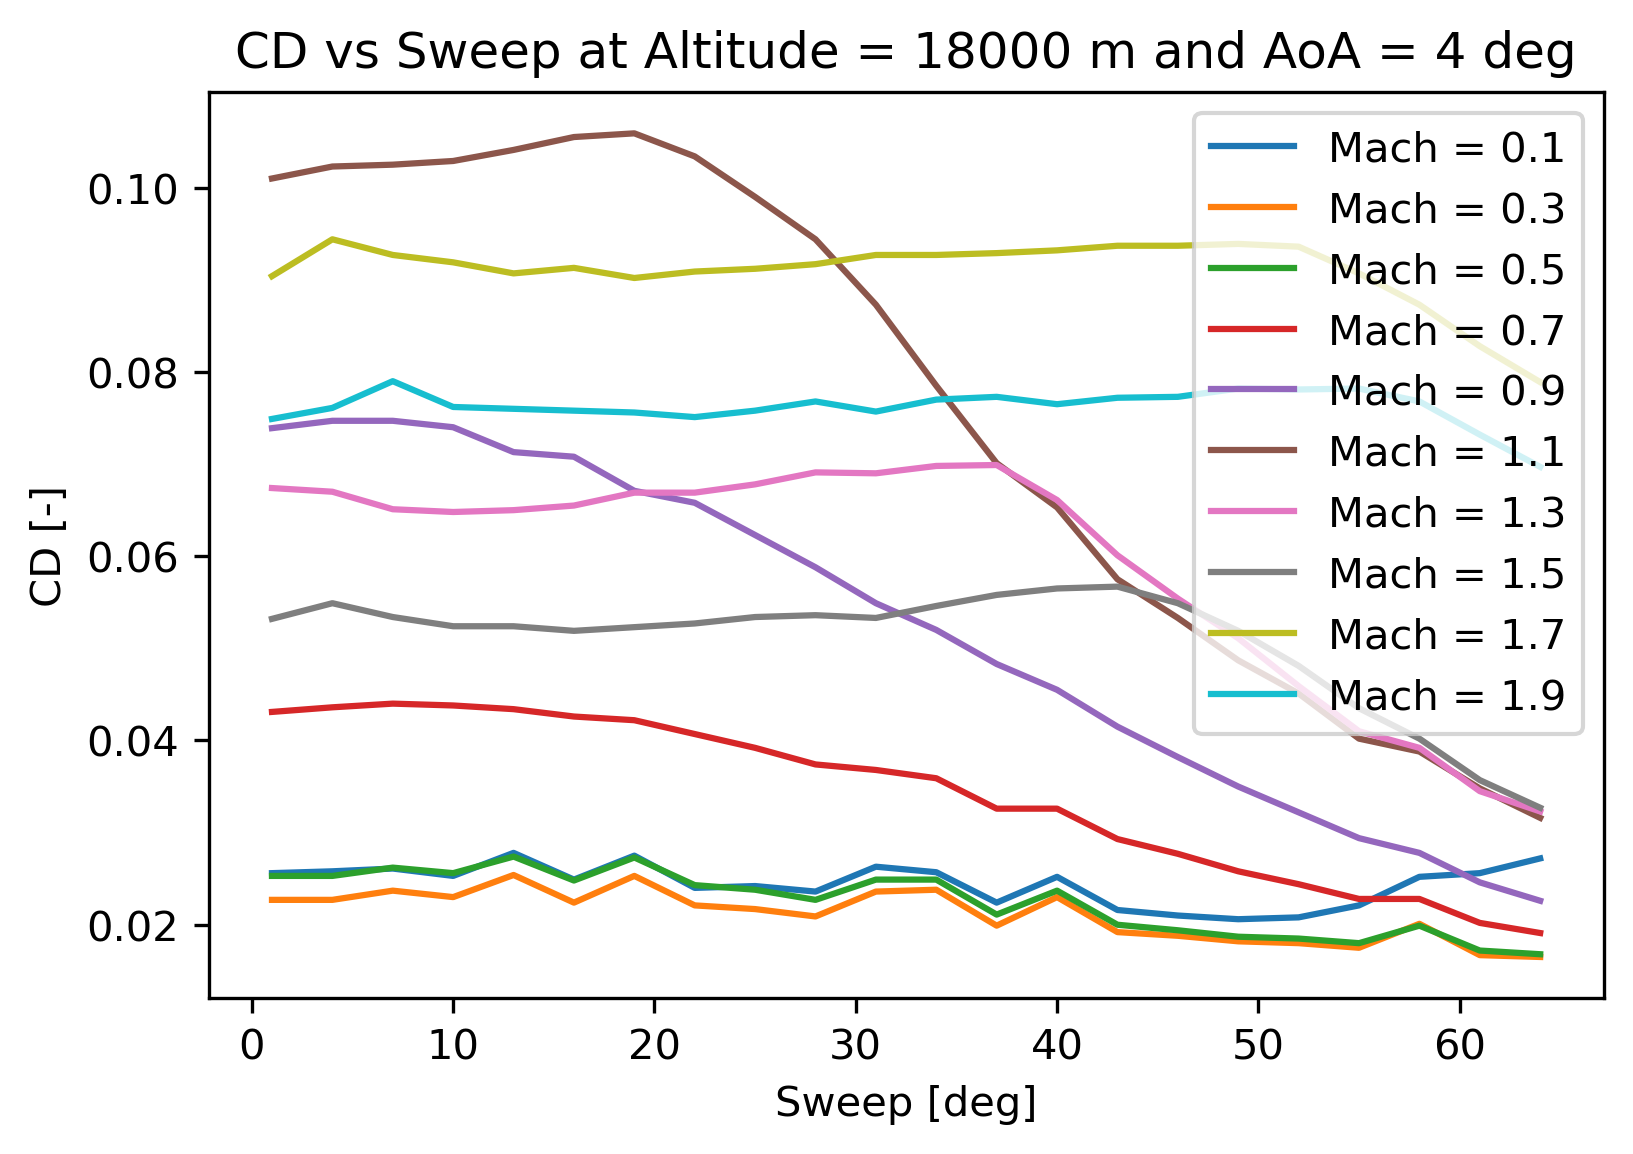 CD vs Sweep at Altitude = 18000 m and AoA = 4 deg
CD [-]
0.10
0.08
0.06
0.04
0.02
Mach = 0.1
Mach = 0.3
Mach = 0.5
Mach = 0.7
Mach = 0.9
Mach = 1.1
Mach = 1.3
Mach = 1.5
Mach = 1.7
Mach = 1.9
0 10 20 30 40 50 60
Sweep [deg]